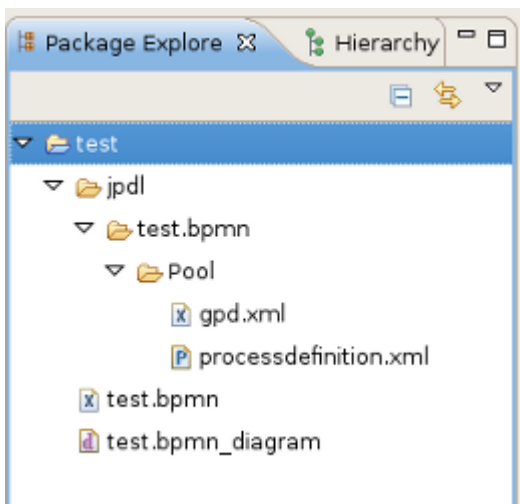 Package Explore Hierarchy
test
jpdl
test.bpmn
Pool
gpd.xml
processdefinition.xml
test.bpmn
test.bpmn_diagram